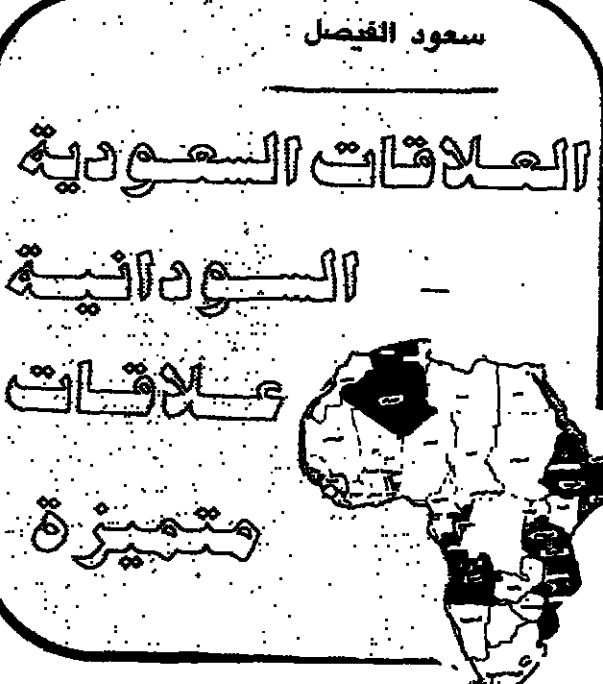 سعود الفيصل :
العلاقات السعودية
- السودانية
علاقات
متميزة